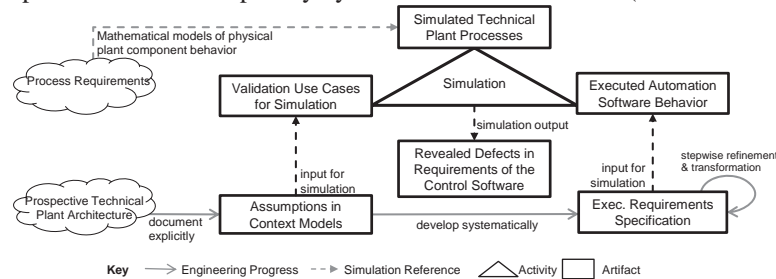 Simulated Technical
Plant Processes
Mathematical models of physical
plant component behavior
Process Requirements
Simulation
Validation Use Cases
for Simulation
Executed Automation
Software Behavior
simulation output
Revealed Defects in
Requirements of the
Control Software
input for
simulation
input for
simulation
stepwise refinement
& transformation
Prospective Technical
Plant Architecture
document
explicitly
Assumptions in
Context Models
develop systematically
Exec. Requirements
Specification
Key Engineering Progress Simulation Reference Activity Artifact